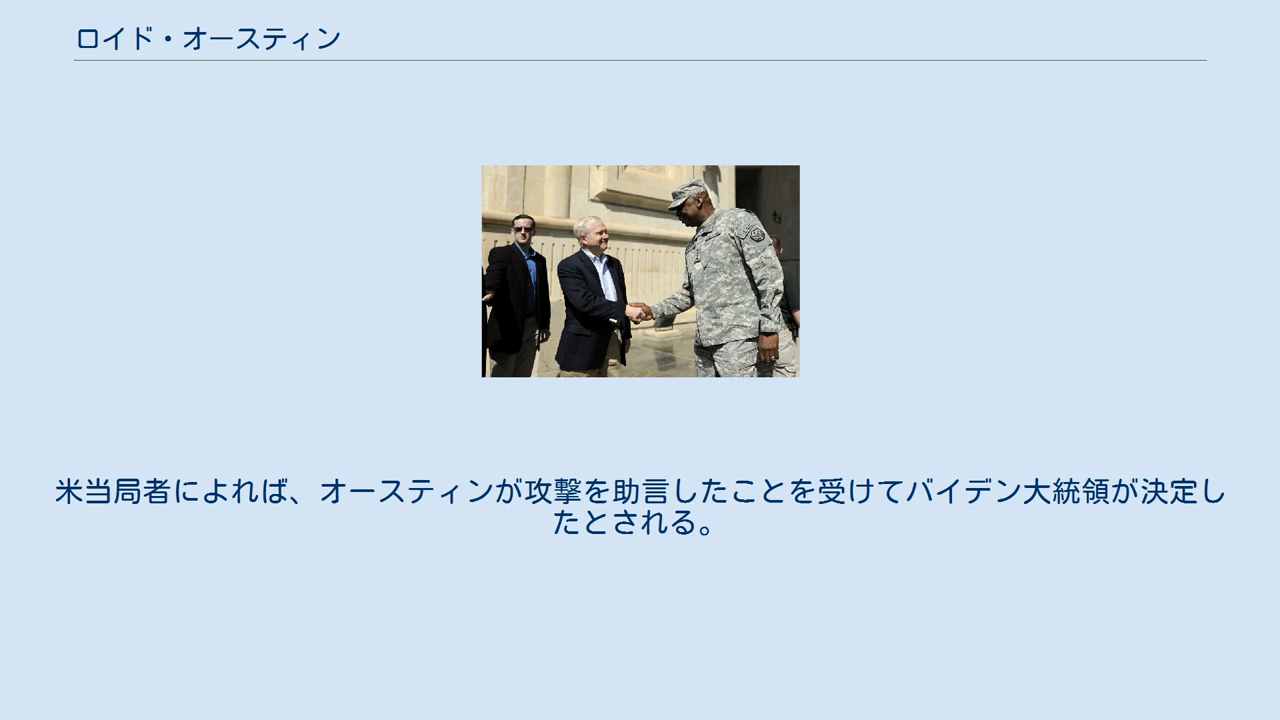 ロイド・オースティン
米当局者によれば、オースティンが攻撃を助言したことを受けてバイデン大統領が決定し
たとされる。